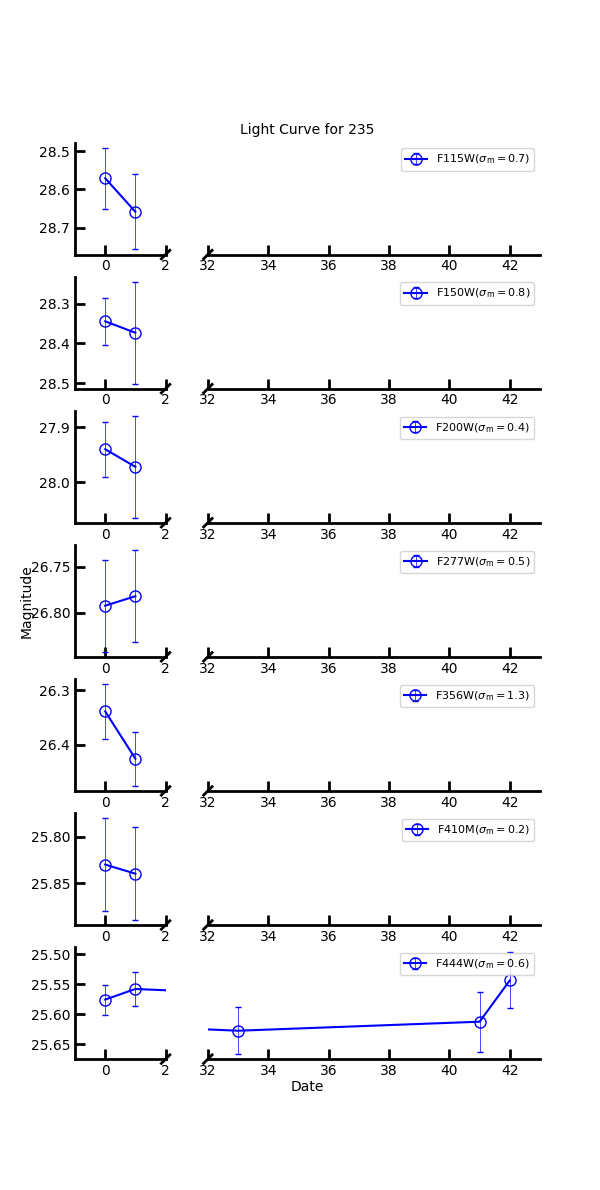 Light Curve for 235
28.5
28.6
28.7
F115W(σm = 0.7)
0 2 32 34 36 38 40 42
28.3
28.4
28.5
F150W(σm = 0.8)
0 2 32 34 36 38 40 42
27.9
28.0
F200W(σm = 0.4)
0 2 32 34 36 38 40 42
26.75
26.80
F277W(σm = 0.5)
Magnitude
0 2 32 34 36 38 40 42
26.3
26.4
F356W(σm = 1.3)
0 2 32 34 36 38 40 42
25.80
25.85
F410M(σm = 0.2)
0 2 32 34 36 38 40 42
25.50
25.55
25.60
25.65
F444W(σm = 0.6)
0 2 32 34 36 38 40 42
Date